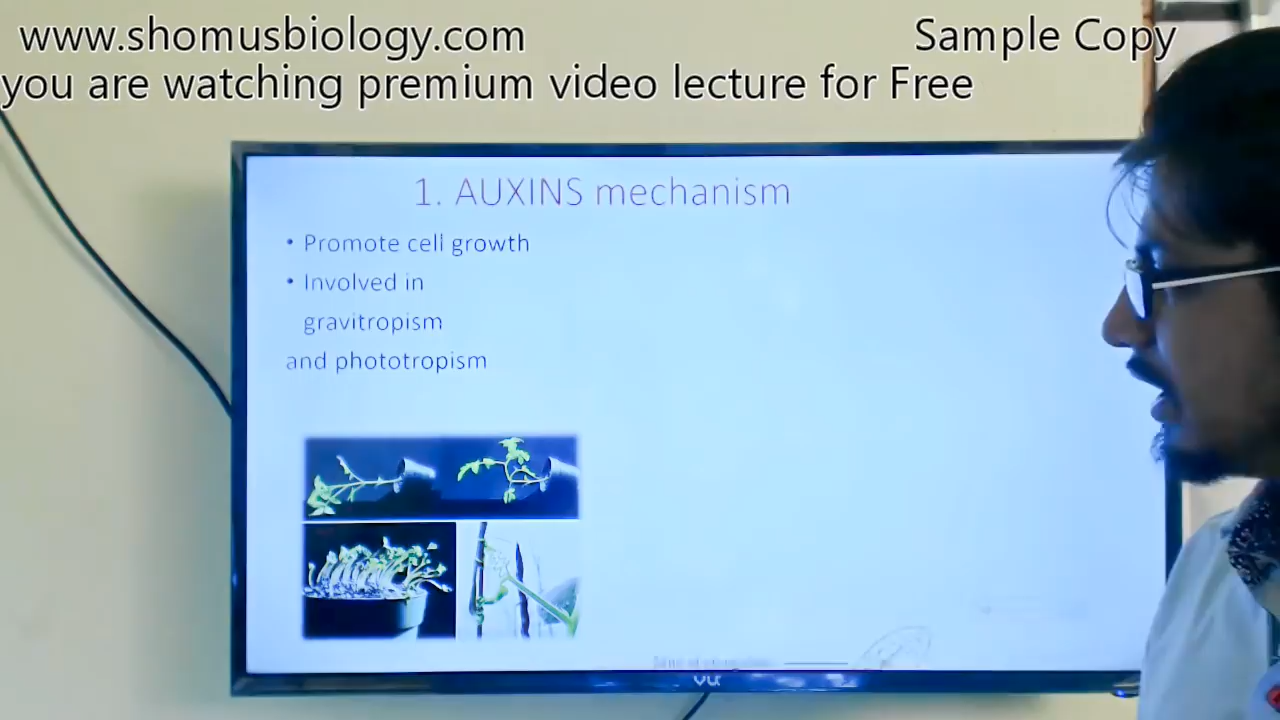 www.shomusbiology.com
Sample Copy
you are watching premium video lecture for Free
1. AUXINS mechanism
• Promote cell growth
• Involved in
gravitropism
and phototropism
VU